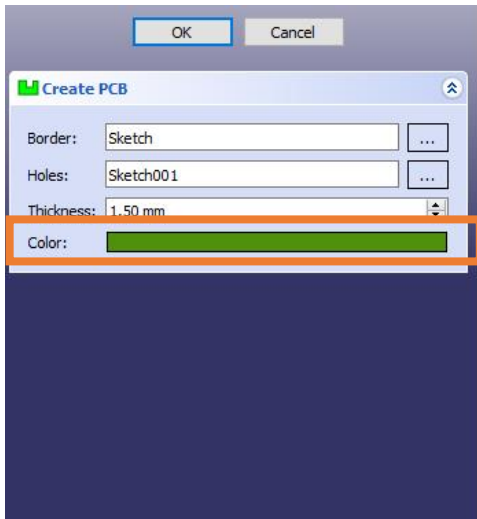 OK Cancel
Create PCB
Border: Sketch ...
Holes: Sketch001 ...
Thickness: 1.50 mm
Color: